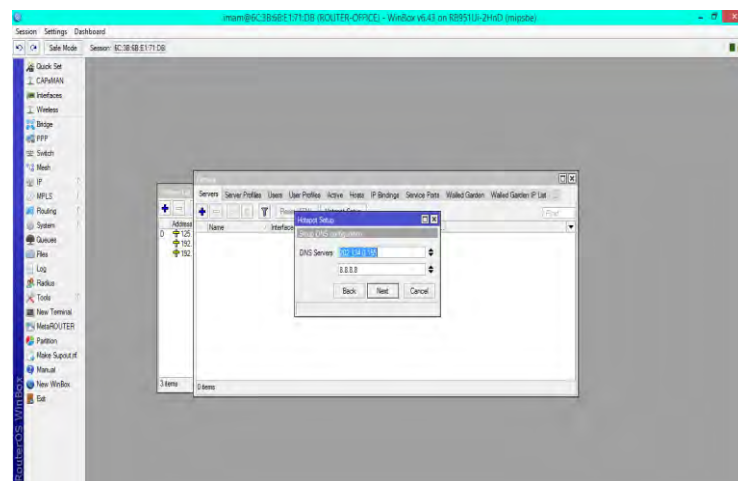 imam@6C:3B:6B:E1:71:DB (ROUTER-OFFICE) - WinBox v6.43 on RB951Ui-2HnD (mipsbe)
Session Settings Dashboard
Safe Mode Session: 6C:3B:6B:E1:71:DB
Quick Set
CAPsMAN
Interfaces
Wireless
Bridge
PPP
Switch
Mesh
IP
MPLS
Routing
System
Queues
Files
Log
Radius
Tools
New Terminal
MetaROUTER
Partition
Make Supout.rif
Manual
New WinBox
Exit
RouterOS WinBox
Address
D 125.
192.
192.
3 items
Servers Server Profiles Users User Profiles Active Hosts IP Bindings Service Ports Walled Garden Walled Garden IP List
Find
Name Interface
Hotspot Setup
Setup DNS configuration
DNS Servers:
8.8.8.8
Back Next Cancel
0 items